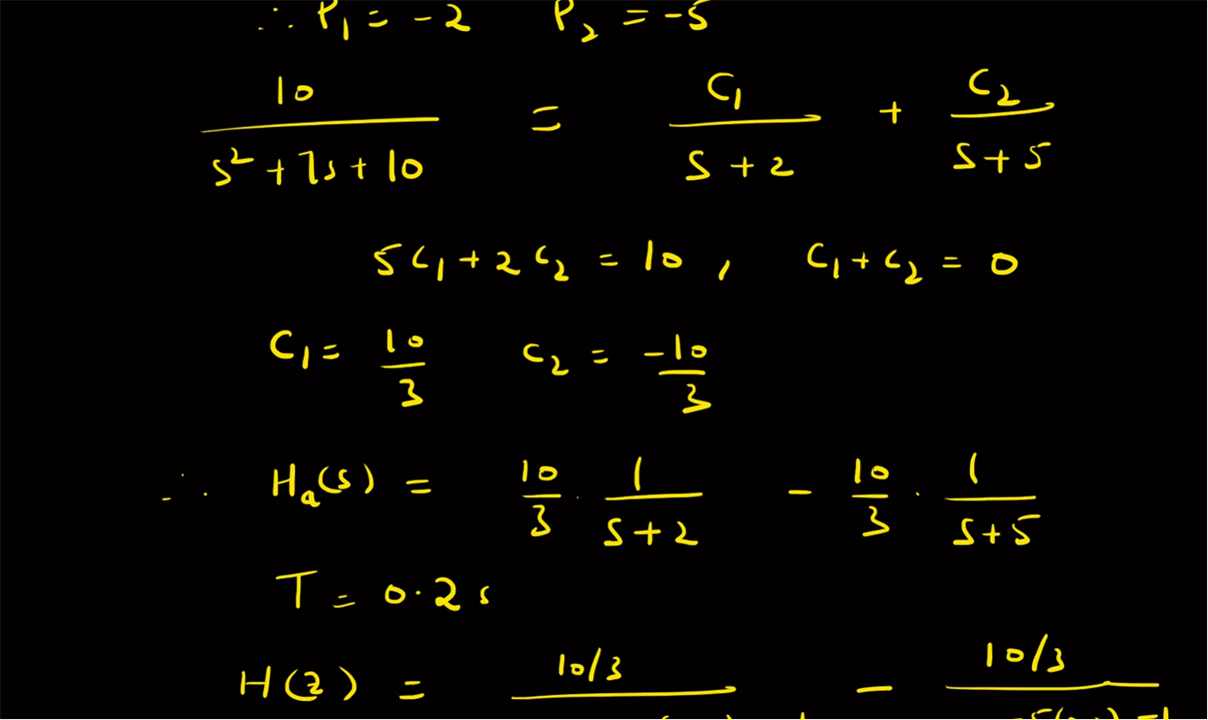 ∴ P₁ = -2 P₂ = -5
10/(s² + 7s + 10) = C₁/(s + 2) + C₂/(s + 5)
5C₁ + 2C₂ = 10, C₁ + C₂ = 0
C₁ = 10/3 C₂ = -10/3
∴ Hₐ(s) = 10/3 · 1/(s + 2) - 10/3 · 1/(s + 5)
T = 0.2 s
H(z) = 10/3 - 10/3